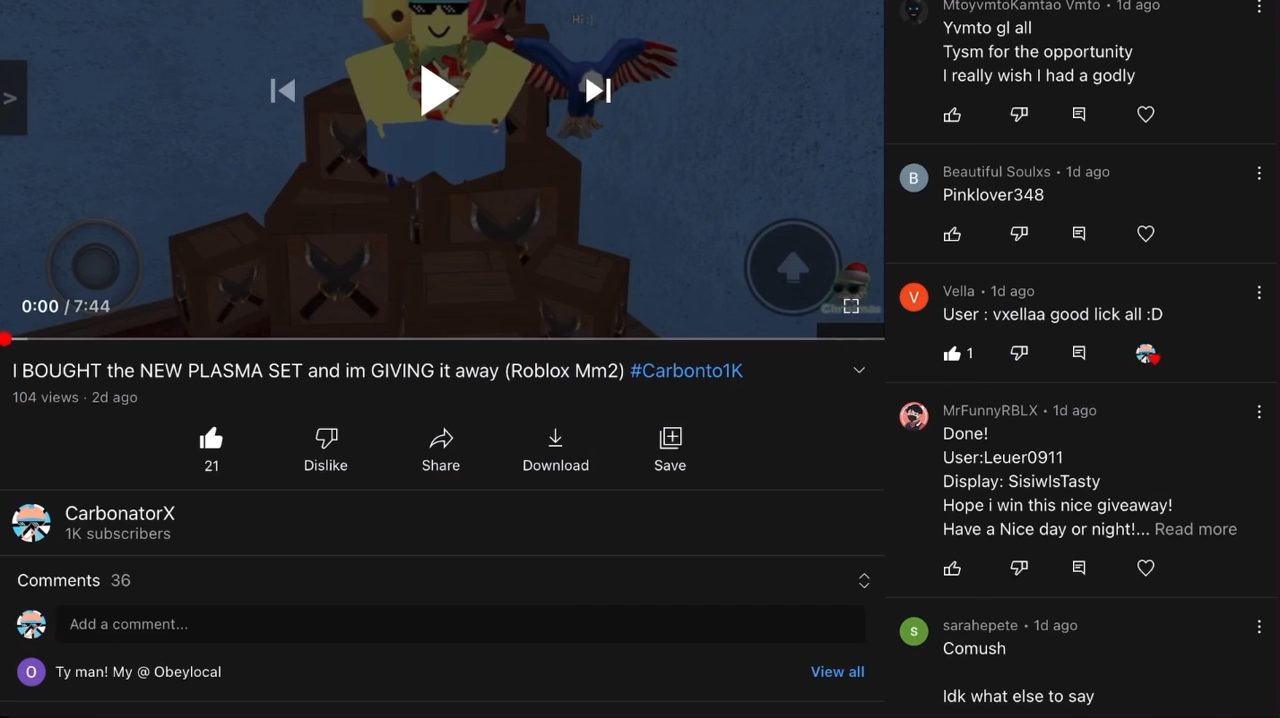 Hi :)
>
0:00 / 7:44
Christmas
I BOUGHT the NEW PLASMA SET and im GIVING it away (Roblox Mm2) #Carbonto1K
104 views · 2d ago
21
Dislike
Share
Download
Save
CarbonatorX
1K subscribers
Comments 36
Add a comment...
O
Ty man! My @ Obeylocal
View all
MtoyvmtoKamtao Vmto · 1d ago
Yvmto gl all
Tysm for the opportunity
I really wish I had a godly
B
Beautiful Soulxs · 1d ago
Pinklover348
V
Vella · 1d ago
User : vxellaa good lick all :D
1
MrFunnyRBLX · 1d ago
Done!
User:Leuer0911
Display: SisiwIsTasty
Hope i win this nice giveaway!
Have a Nice day or night!... Read more
s
sarahepete · 1d ago
Comush
Idk what else to say